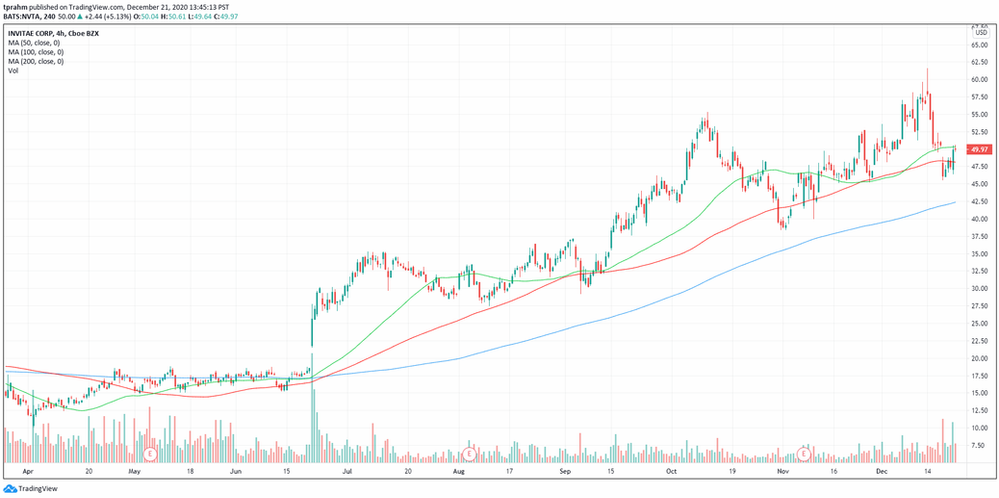 tprahm published on TradingView.com, December 21, 2020 13:45:13 PST
BATS:NVTA, 240 50.00 ▲ +2.44 (+5.13%) O:50.04 H:50.61 L:49.64 C:49.97
INVITAE CORP, 4h, Cboe BZX
MA (50, close, 0)
MA (100, close, 0)
MA (200, close, 0)
Vol
USD
65.00
62.50
60.00
57.50
55.00
52.50
49.97
47.50
45.00
42.50
40.00
37.50
35.00
32.50
30.00
27.50
25.00
22.50
20.00
17.50
15.00
12.50
10.00
7.50
E E E
Apr 20 May 18 Jun 15 Jul 20 Aug 17 Sep 15 Oct 19 Nov 16 Dec 14
TradingView